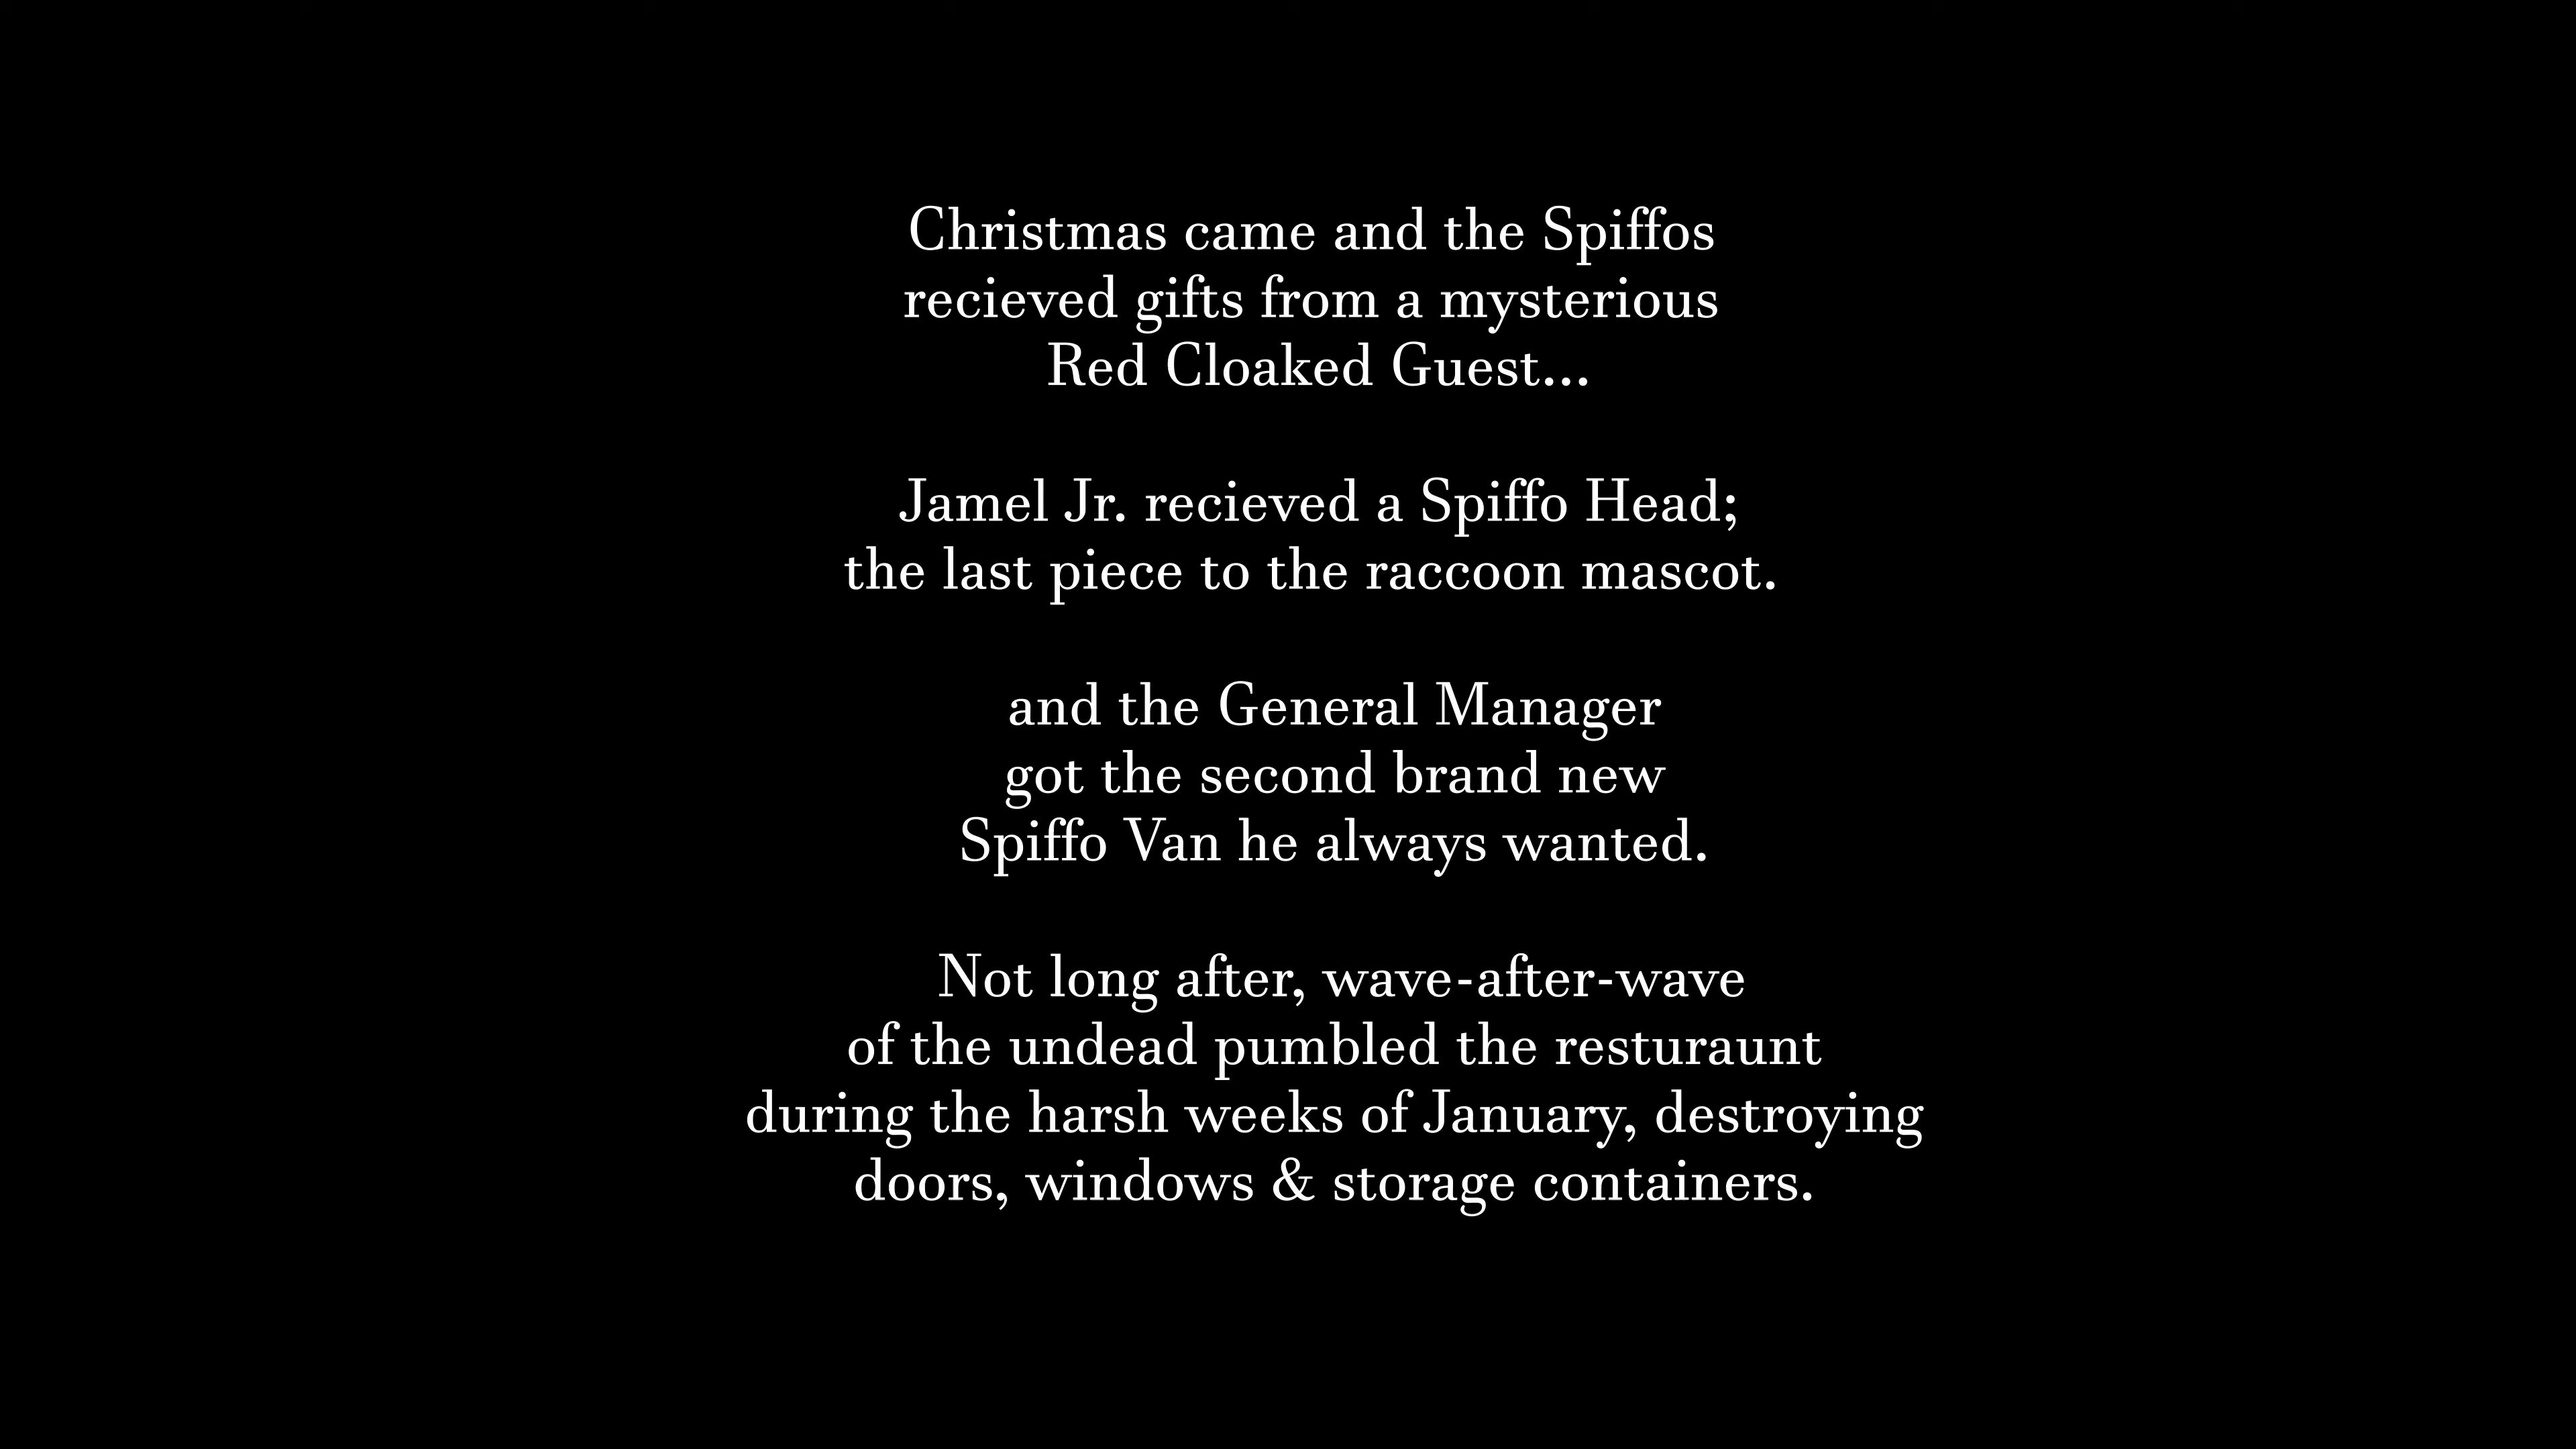 Christmas came and the Spiffos
recieved gifts from a mysterious
Red Cloaked Guest...
Jamel Jr. recieved a Spiffo Head;
the last piece to the raccoon mascot.
and the General Manager
got the second brand new
Spiffo Van he always wanted.
Not long after, wave-after-wave
of the undead pumbled the resturaunt
during the harsh weeks of January, destroying
doors, windows & storage containers.